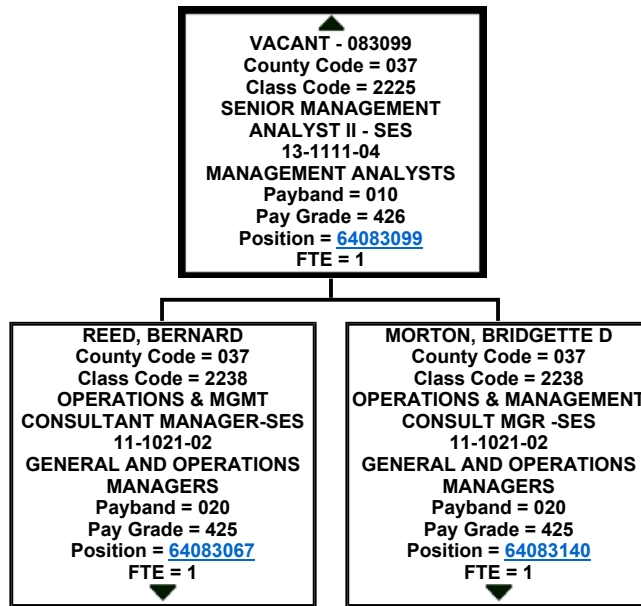 VACANT - 083099
County Code = 037
Class Code = 2225
SENIOR MANAGEMENT
ANALYST II - SES
13-1111-04
MANAGEMENT ANALYSTS
Payband = 010
Pay Grade = 426
Position = 64083099
FTE = 1
REED, BERNARD
County Code = 037
Class Code = 2238
OPERATIONS & MGMT
CONSULTANT MANAGER-SES
11-1021-02
GENERAL AND OPERATIONS
MANAGERS
Payband = 020
Pay Grade = 425
Position = 64083067
FTE = 1
MORTON, BRIDGETTE D
County Code = 037
Class Code = 2238
OPERATIONS & MANAGEMENT
CONSULT MGR -SES
11-1021-02
GENERAL AND OPERATIONS
MANAGERS
Payband = 020
Pay Grade = 425
Position = 64083140
FTE = 1